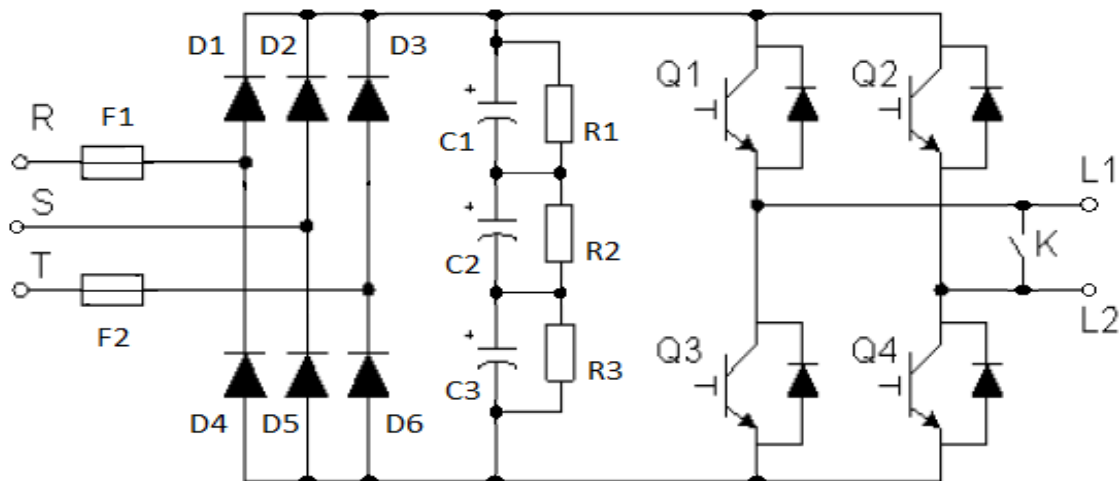 D1
D2
D3
R
F1
S
T
F2
D4
D5
D6
+
C1
R1
+
C2
R2
+
C3
R3
Q1
Q2
Q3
Q4
L1
K
L2